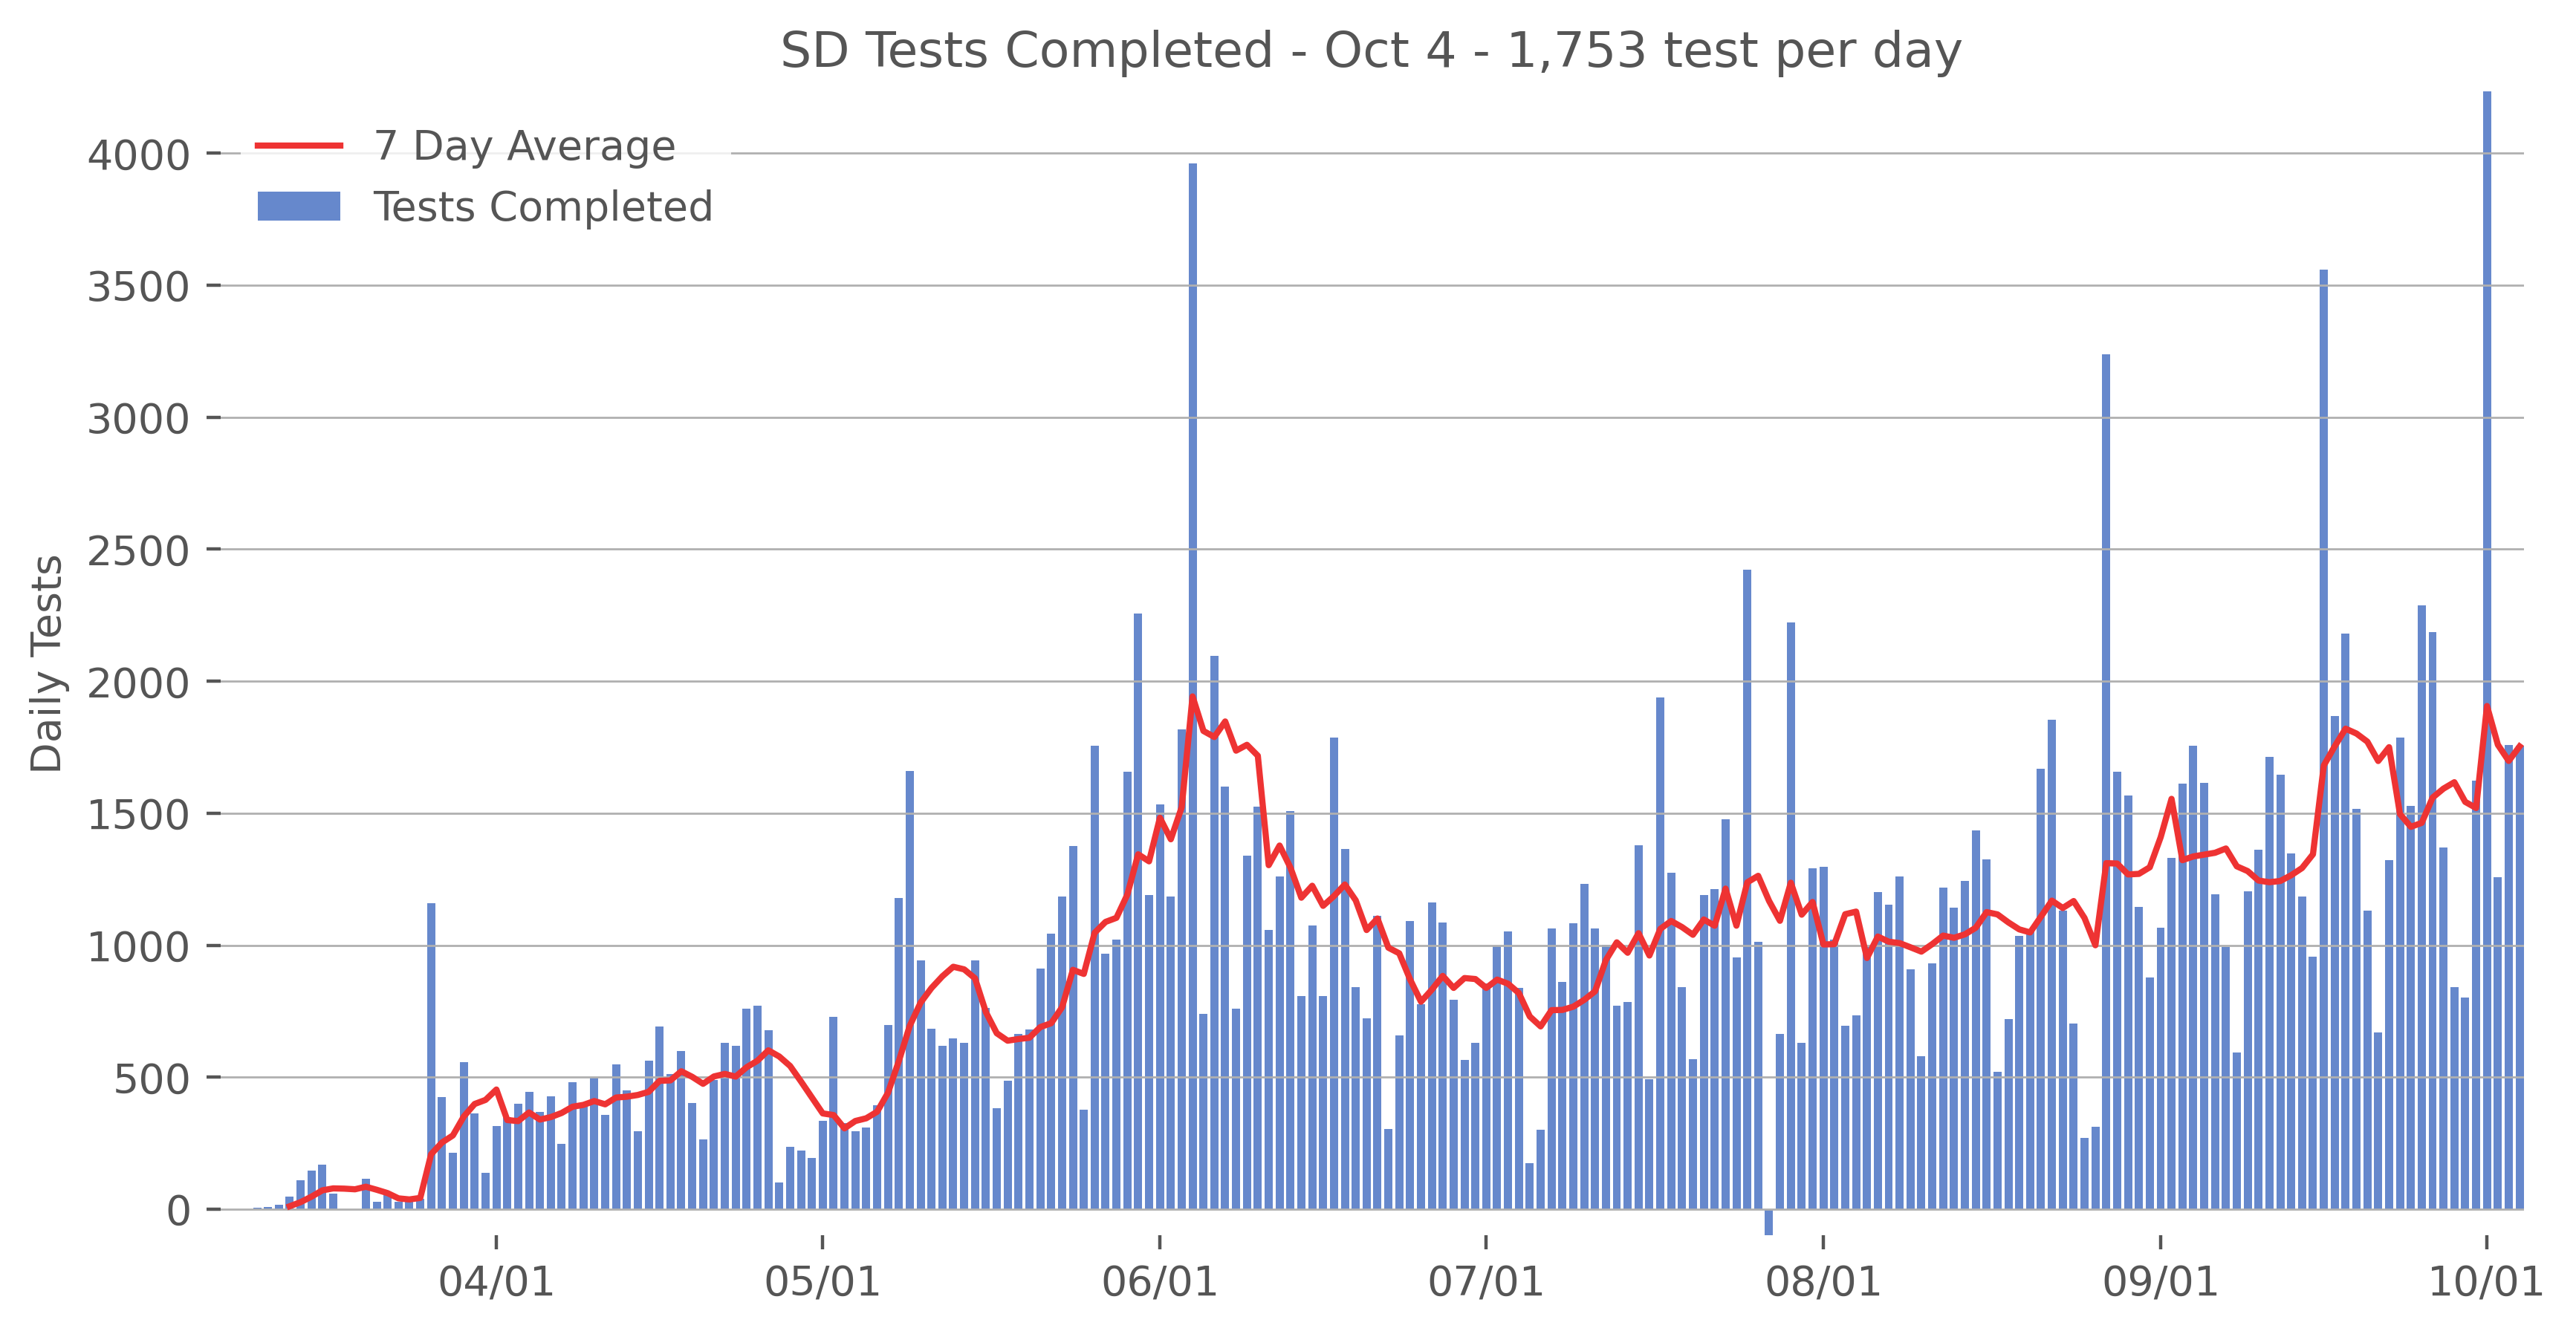 SD Tests Completed - Oct 4 - 1,753 test per day
7 Day Average
Tests Completed
Daily Tests
4000
3500
3000
2500
2000
1500
1000
500
0
04/01 05/01 06/01 07/01 08/01 09/01 10/01